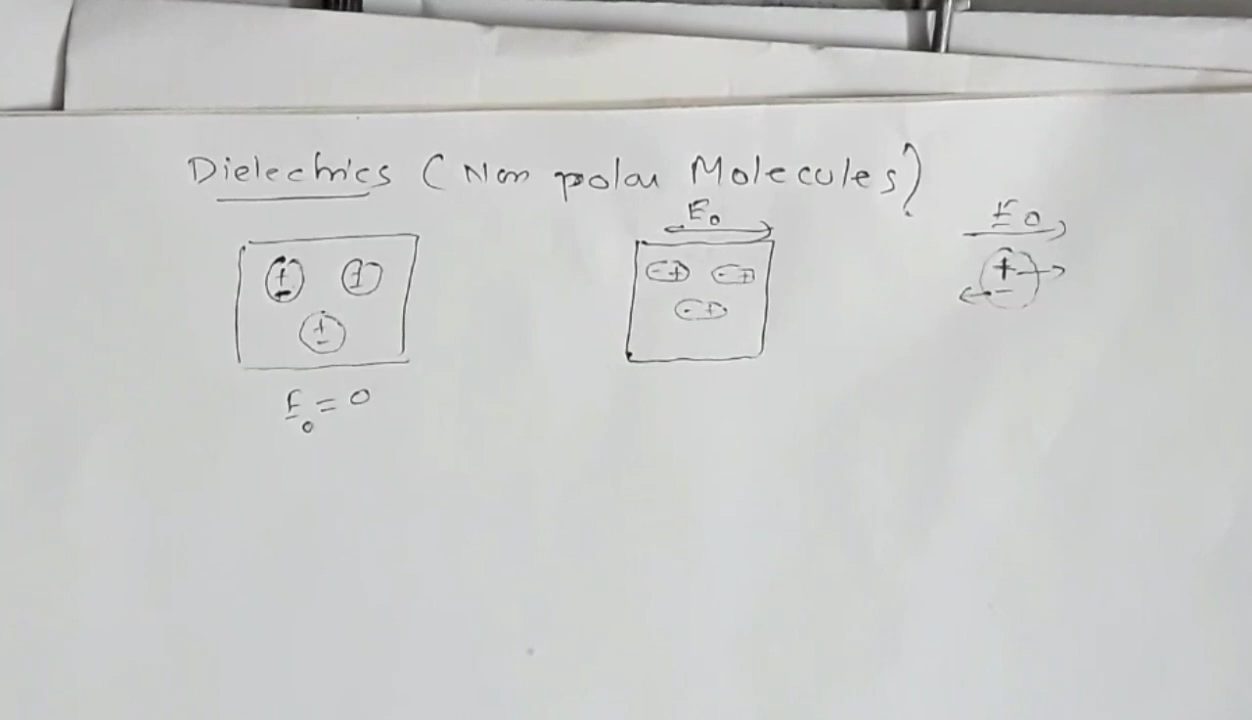 Dielectrics (Non polar Molecules)
E₀ E₀
+ + - + - + +
- - -
+ - +
-
E₀ = 0